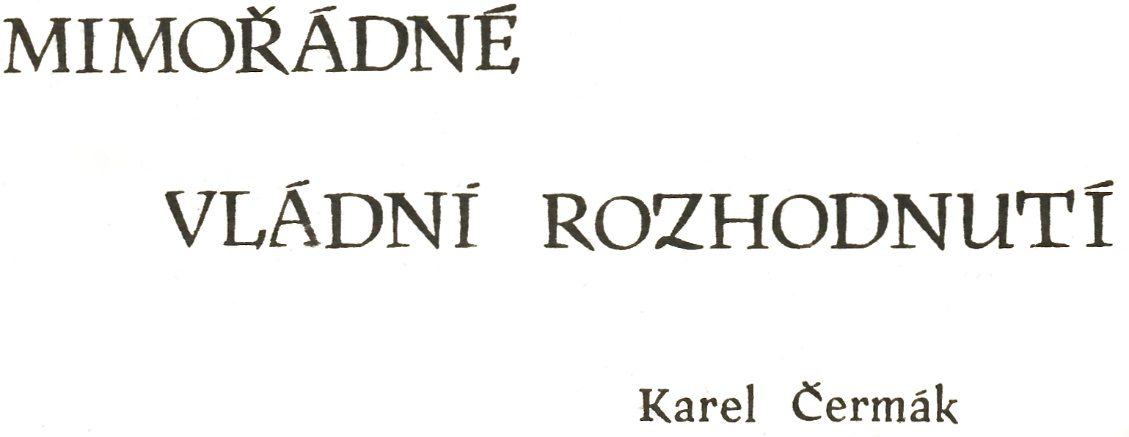 MIMOŘÁDNÉ
VLÁDNÍ ROZHODNUTÍ
Karel Čermák